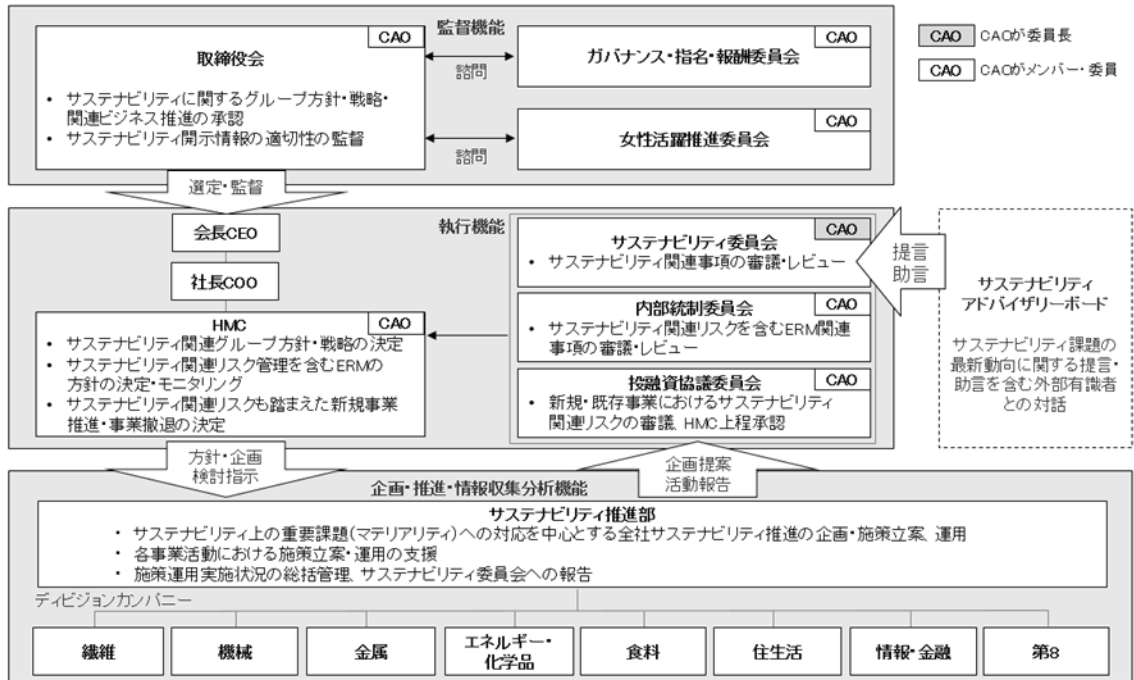 監督機能
CAO
取締役会
• サステナビリティに関するグループ方針・戦略・
関連ビジネス推進の承認
• サステナビリティ開示情報の適切性の監督
諮問
CAO
ガバナンス・指名・報酬委員会
諮問
CAO
女性活躍推進委員会
CAO CAOが委員長
CAO CAOがメンバー・委員
選定・監督
執行機能
会長CEO
社長COO
CAO
HMC
• サステナビリティ関連グループ方針・戦略の決定
• サステナビリティ関連リスク管理を含むERMの
方針の決定・モニタリング
• サステナビリティ関連リスクも踏まえた新規事業
推進・事業撤退の決定
CAO
サステナビリティ委員会
• サステナビリティ関連事項の審議・レビュー
CAO
内部統制委員会
• サステナビリティ関連リスクを含むERM関連
事項の審議・レビュー
CAO
投融資協議委員会
• 新規・既存事業におけるサステナビリティ
関連リスクの審議、HMC上程承認
提言
助言
サステナビリティ
アドバイザリーボード
サステナビリティ課題の
最新動向に関する提言・
助言を含む外部有識者
との対話
方針・企画
検討指示
企画提案
活動報告
企画・推進・情報収集分析機能
サステナビリティ推進部
• サステナビリティ上の重要課題(マテリアリティ)への対応を中心とする全社サステナビリティ推進の企画・施策立案、運用
• 各事業活動における施策立案・運用の支援
• 施策運用実施状況の総括管理、サステナビリティ委員会への報告
ディビジョンカンパニー
繊維
機械
金属
エネルギー・
化学品
食料
住生活
情報・金融
第8